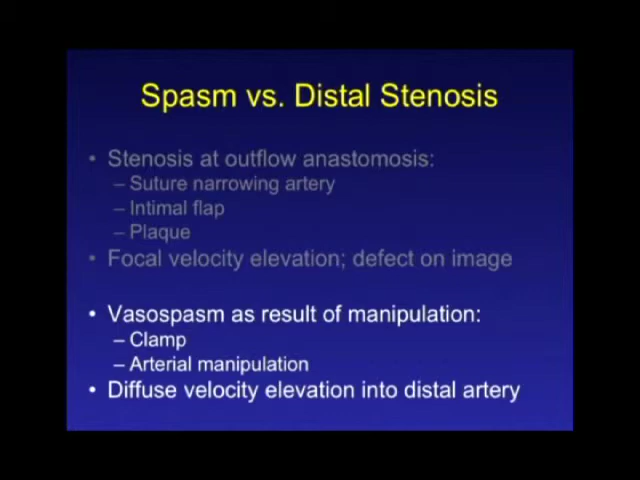 Spasm vs. Distal Stenosis
• Stenosis at outflow anastomosis:
– Suture narrowing artery
– Intimal flap
– Plaque
• Focal velocity elevation; defect on image
• Vasospasm as result of manipulation:
– Clamp
– Arterial manipulation
• Diffuse velocity elevation into distal artery